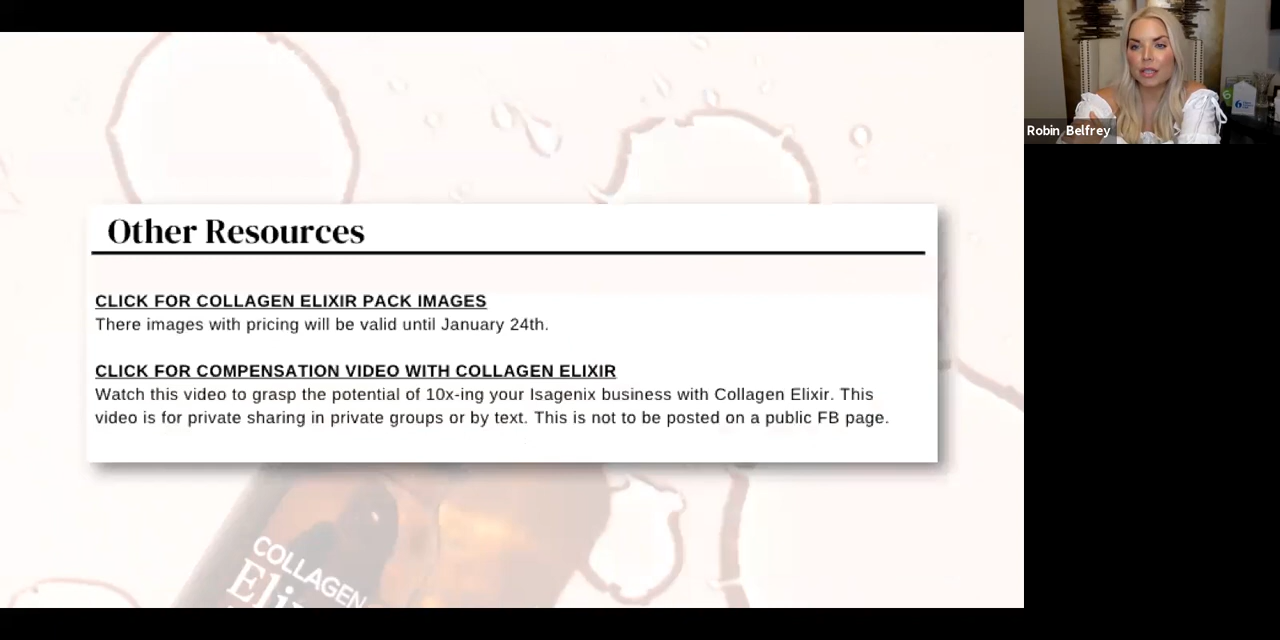 Robin Belfrey
Other Resources
CLICK FOR COLLAGEN ELIXIR PACK IMAGES
There images with pricing will be valid until January 24th.
CLICK FOR COMPENSATION VIDEO WITH COLLAGEN ELIXIR
Watch this video to grasp the potential of 10x-ing your Isagenix business with Collagen Elixir. This
video is for private sharing in private groups or by text. This is not to be posted on a public FB page.
COLLAGEN